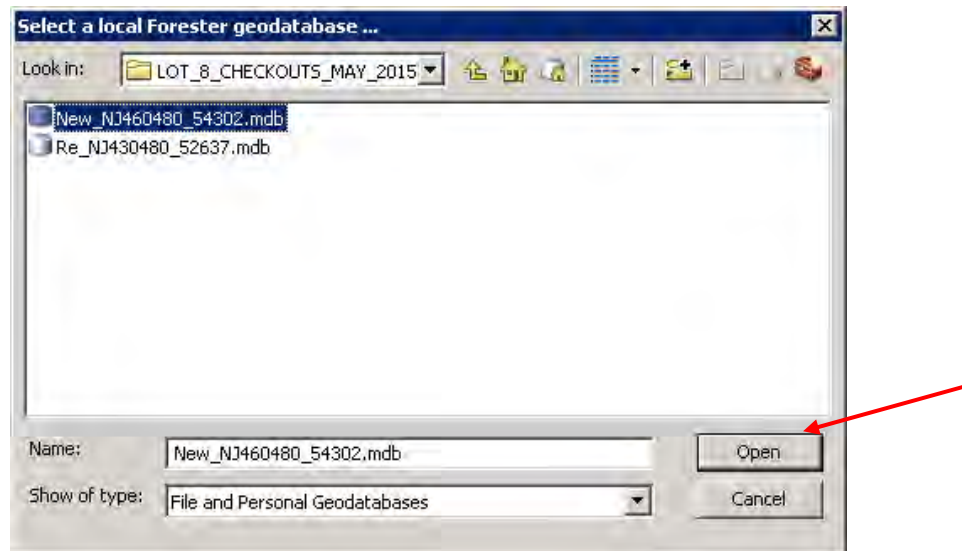 Select a local Forester geodatabase ...
Look in: LOT_8_CHECKOUTS_MAY_2015
New_NJ460480_54302.mdb
Re_NJ430480_52637.mdb
Name: New_NJ460480_54302.mdb Open
Show of type: File and Personal Geodatabases Cancel